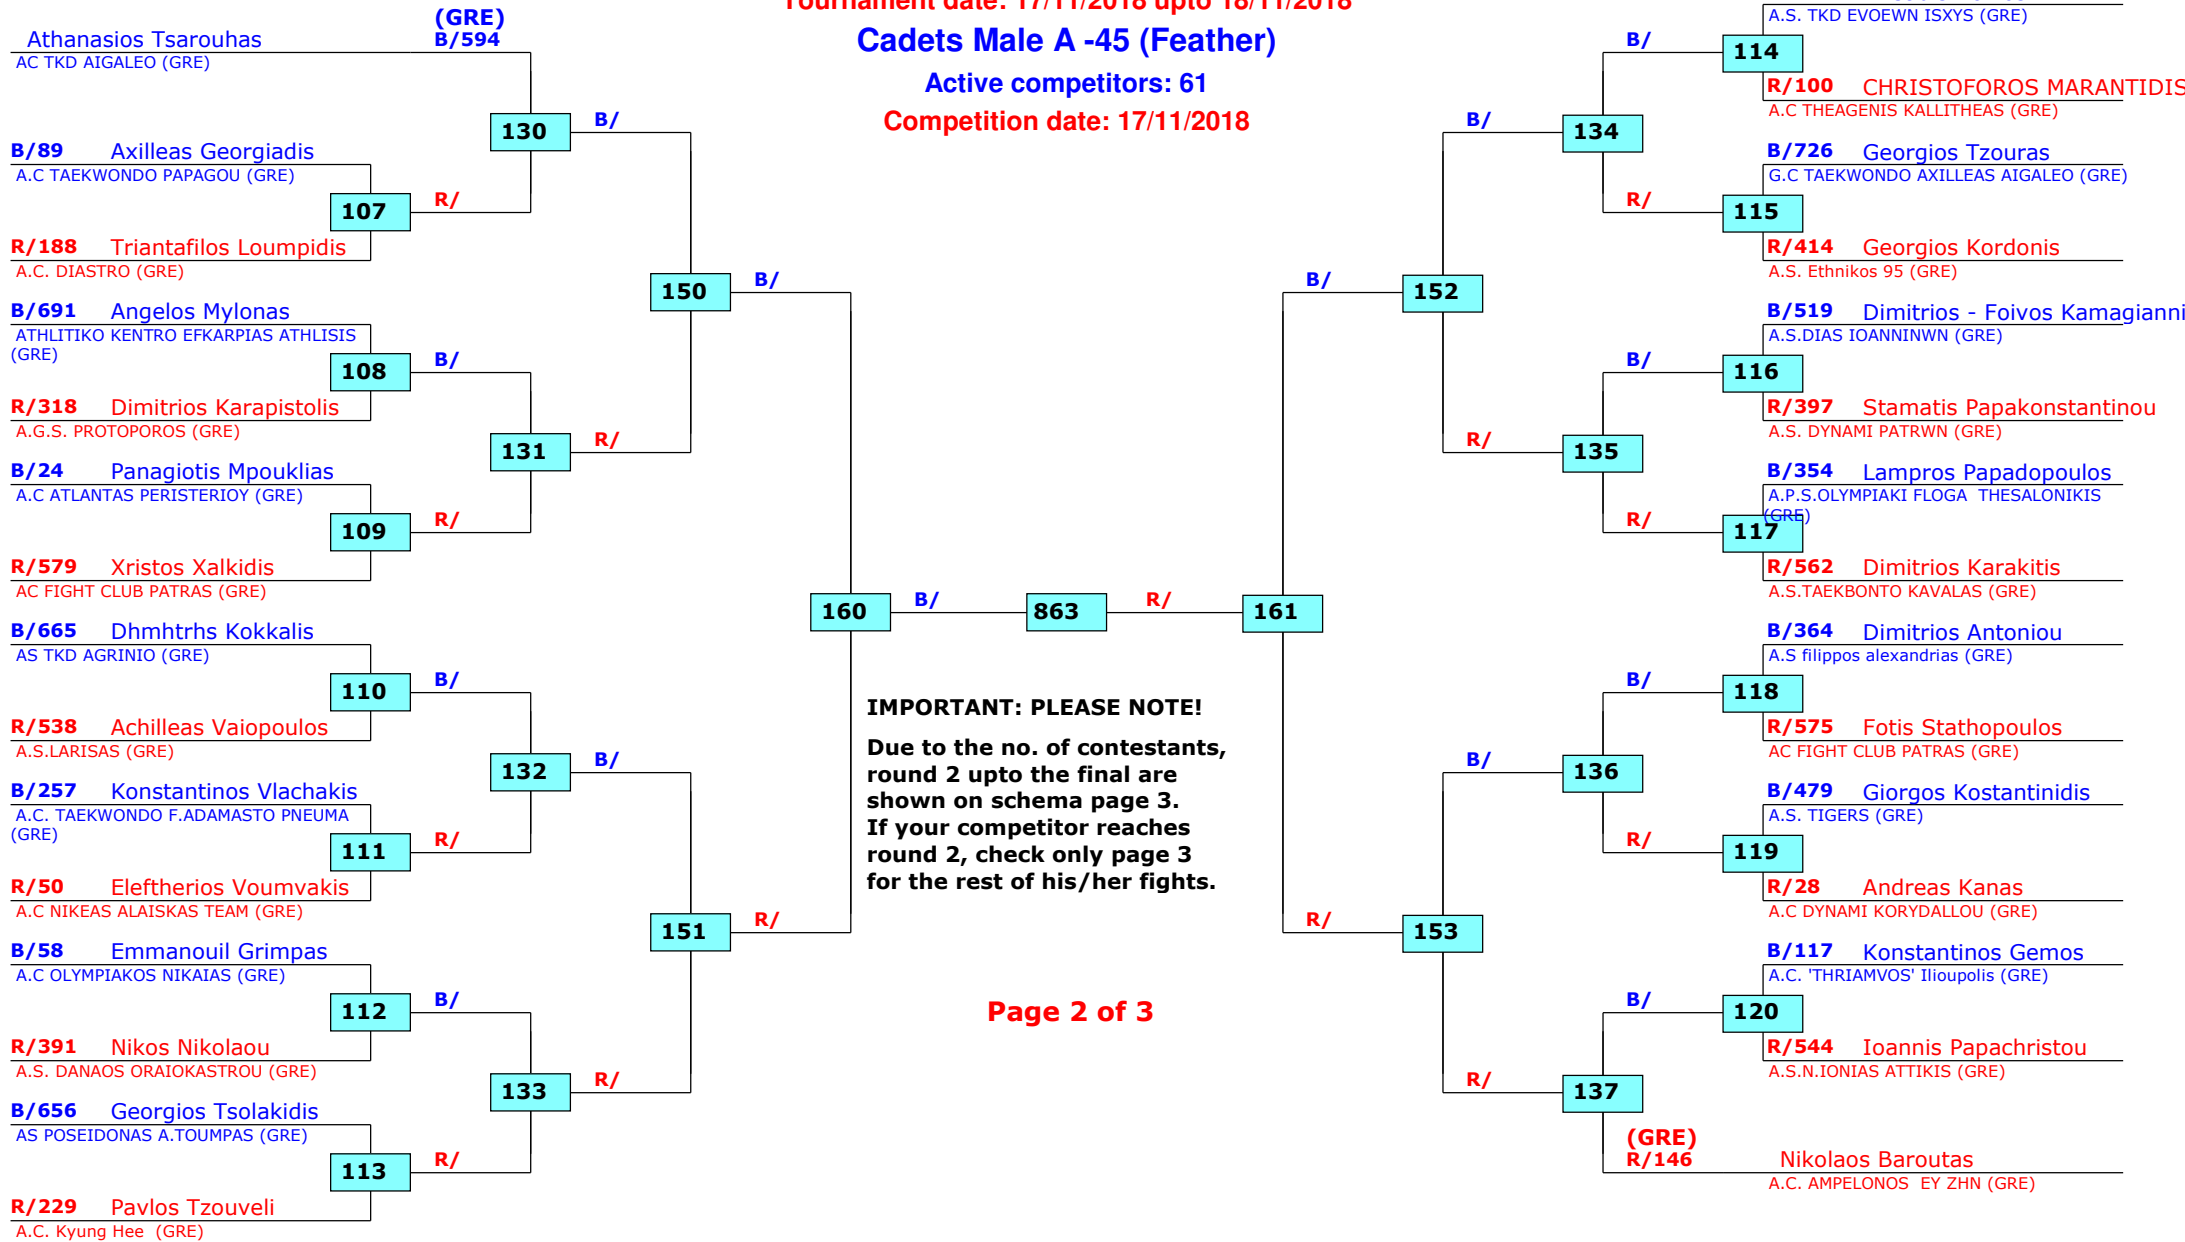 Tournament date: 17/11/2018 upto 18/11/2018
Cadets Male A -45 (Feather)
Active competitors: 61
Competition date: 17/11/2018
(GRE)
Athanasios Tsarouhas B/594
AC TKD AIGALEO (GRE)
130
B/
B/89 Axilleas Georgiadis
A.C TAEKWONDO PAPAGOU (GRE)
107
R/
R/188 Triantafilos Loumpidis
A.C. DIASTRO (GRE)
150
B/
B/691 Angelos Mylonas
ATHLITIKO KENTRO EFKARPIAS ATHLISIS
(GRE)
108
B/
R/318 Dimitrios Karapistolis
A.G.S. PROTOPOROS (GRE)
131
R/
B/24 Panagiotis Mpouklias
A.C ATLANTAS PERISTERIOY (GRE)
109
R/
R/579 Xristos Xalkidis
AC FIGHT CLUB PATRAS (GRE)
160
B/
863
R/
161
B/665 Dhmhtrhs Kokkalis
AS TKD AGRINIO (GRE)
110
B/
R/538 Achilleas Vaiopoulos
A.S.LARISAS (GRE)
132
B/
B/257 Konstantinos Vlachakis
A.C. TAEKWONDO F.ADAMASTO PNEUMA
(GRE)
111
R/
R/50 Eleftherios Voumvakis
A.C NIKEAS ALAISKAS TEAM (GRE)
151
R/
B/58 Emmanouil Grimpas
A.C OLYMPIAKOS NIKAIAS (GRE)
112
B/
R/391 Nikos Nikolaou
A.S. DANAOS ORAIOKASTROU (GRE)
133
R/
B/656 Georgios Tsolakidis
AS POSEIDONAS A.TOUMPAS (GRE)
113
R/
R/229 Pavlos Tzouveli
A.C. Kyung Hee (GRE)
IMPORTANT: PLEASE NOTE!
Due to the no. of contestants,
round 2 upto the final are
shown on schema page 3.
If your competitor reaches
round 2, check only page 3
for the rest of his/her fights.
Page 2 of 3
A.S. TKD EVOEWN ISXYS (GRE)
B/
114
R/100 CHRISTOFOROS MARANTIDIS
A.C THEAGENIS KALLITHEAS (GRE)
B/
134
B/726 Georgios Tzouras
G.C TAEKWONDO AXILLEAS AIGALEO (GRE)
R/
115
R/414 Georgios Kordonis
A.S. Ethnikos 95 (GRE)
B/
152
B/519 Dimitrios - Foivos Kamagianni
A.S.DIAS IOANNINWN (GRE)
B/
116
R/397 Stamatis Papakonstantinou
A.S. DYNAMI PATRWN (GRE)
R/
135
B/354 Lampros Papadopoulos
A.P.S.OLYMPIAKI FLOGA THESALONIKIS
(GRE)
R/
117
R/562 Dimitrios Karakitis
A.S.TAEKBONTO KAVALAS (GRE)
B/364 Dimitrios Antoniou
A.S filippos alexandrias (GRE)
B/
118
R/575 Fotis Stathopoulos
AC FIGHT CLUB PATRAS (GRE)
B/
136
B/479 Giorgos Kostantinidis
A.S. TIGERS (GRE)
R/
119
R/28 Andreas Kanas
A.C DYNAMI KORYDALLOU (GRE)
R/
153
B/117 Konstantinos Gemos
A.C. 'THRIAMVOS' Ilioupolis (GRE)
B/
120
R/544 Ioannis Papachristou
A.S.N.IONIAS ATTIKIS (GRE)
R/
137
(GRE)
R/146 Nikolaos Baroutas
A.C. AMPELONOS EY ZHN (GRE)